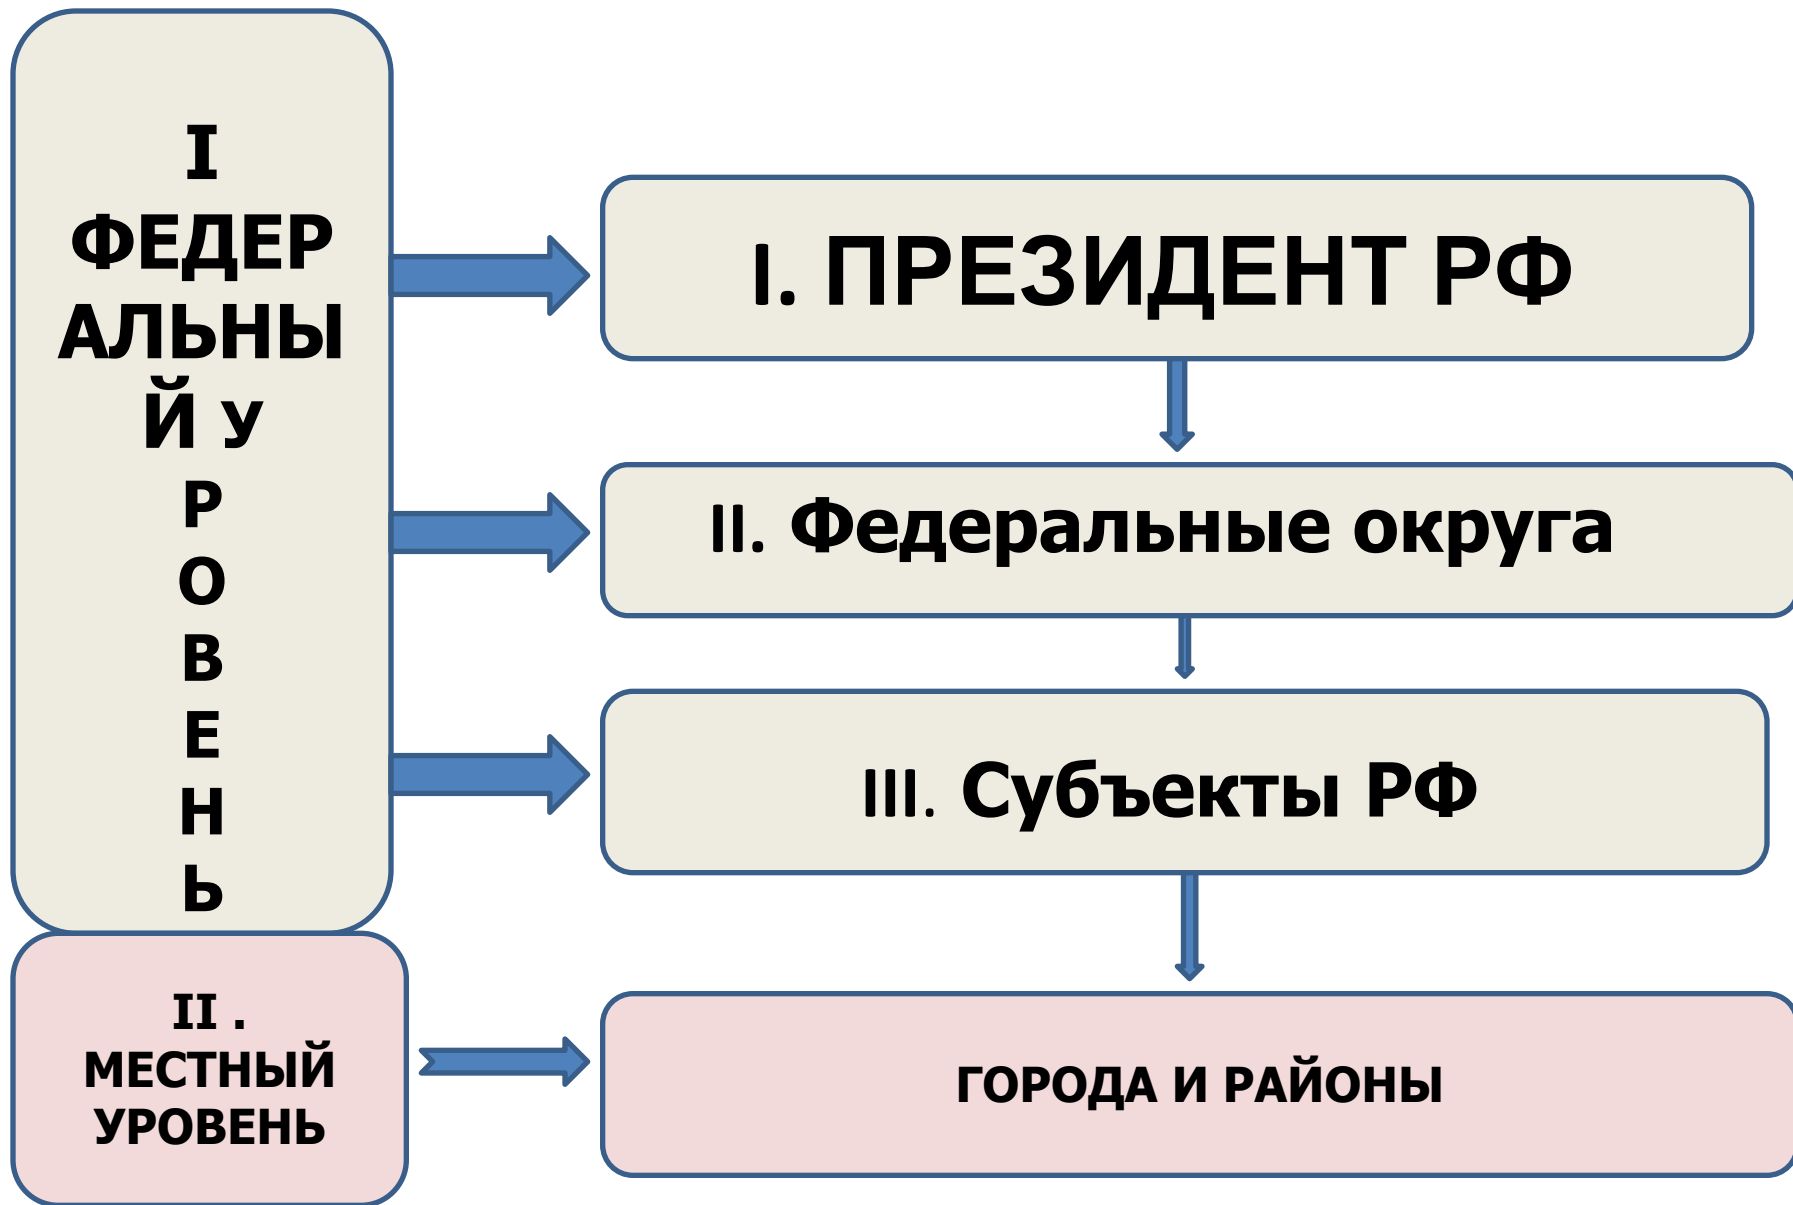 I
ФЕДЕР
АЛЬНЫ
Й У
Р
О
В
Е
Н
Ь
I. ПРЕЗИДЕНТ РФ
II. Федеральные округа
III. Субъекты РФ
II .
МЕСТНЫЙ
УРОВЕНЬ
ГОРОДА И РАЙОНЫ